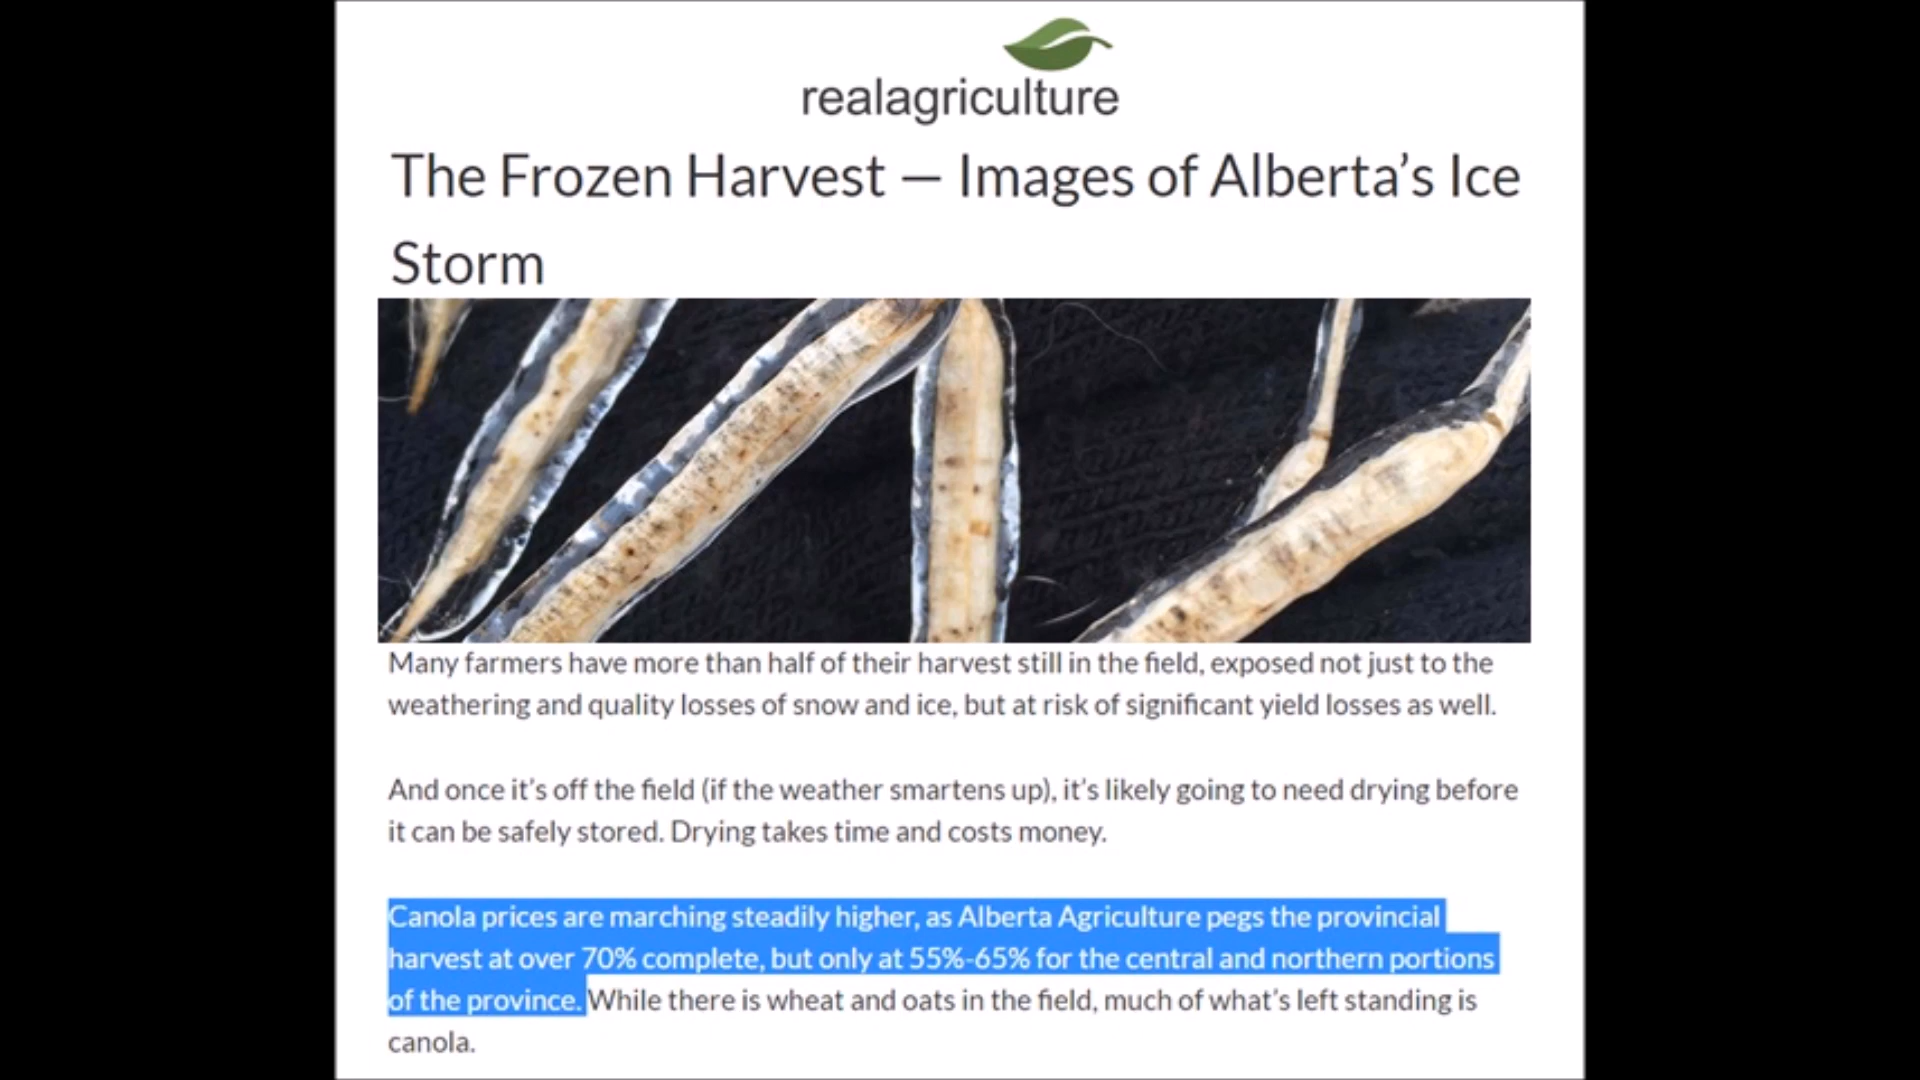 realagriculture
The Frozen Harvest — Images of Alberta’s Ice
Storm
Many farmers have more than half of their harvest still in the field, exposed not just to the
weathering and quality losses of snow and ice, but at risk of significant yield losses as well.
And once it’s off the field (if the weather smartens up), it’s likely going to need drying before
it can be safely stored. Drying takes time and costs money.
Canola prices are marching steadily higher, as Alberta Agriculture pegs the provincial
harvest at over 70% complete, but only at 55%-65% for the central and northern portions
of the province. While there is wheat and oats in the field, much of what’s left standing is
canola.